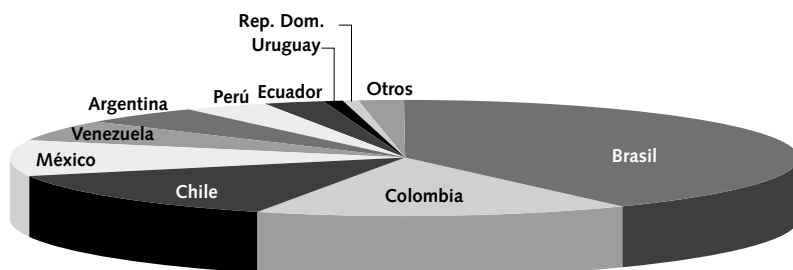 Rep. Dom.
Uruguay
Otros
Ecuador
Perú
Argentina
Venezuela
México
Chile
Colombia
Brasil